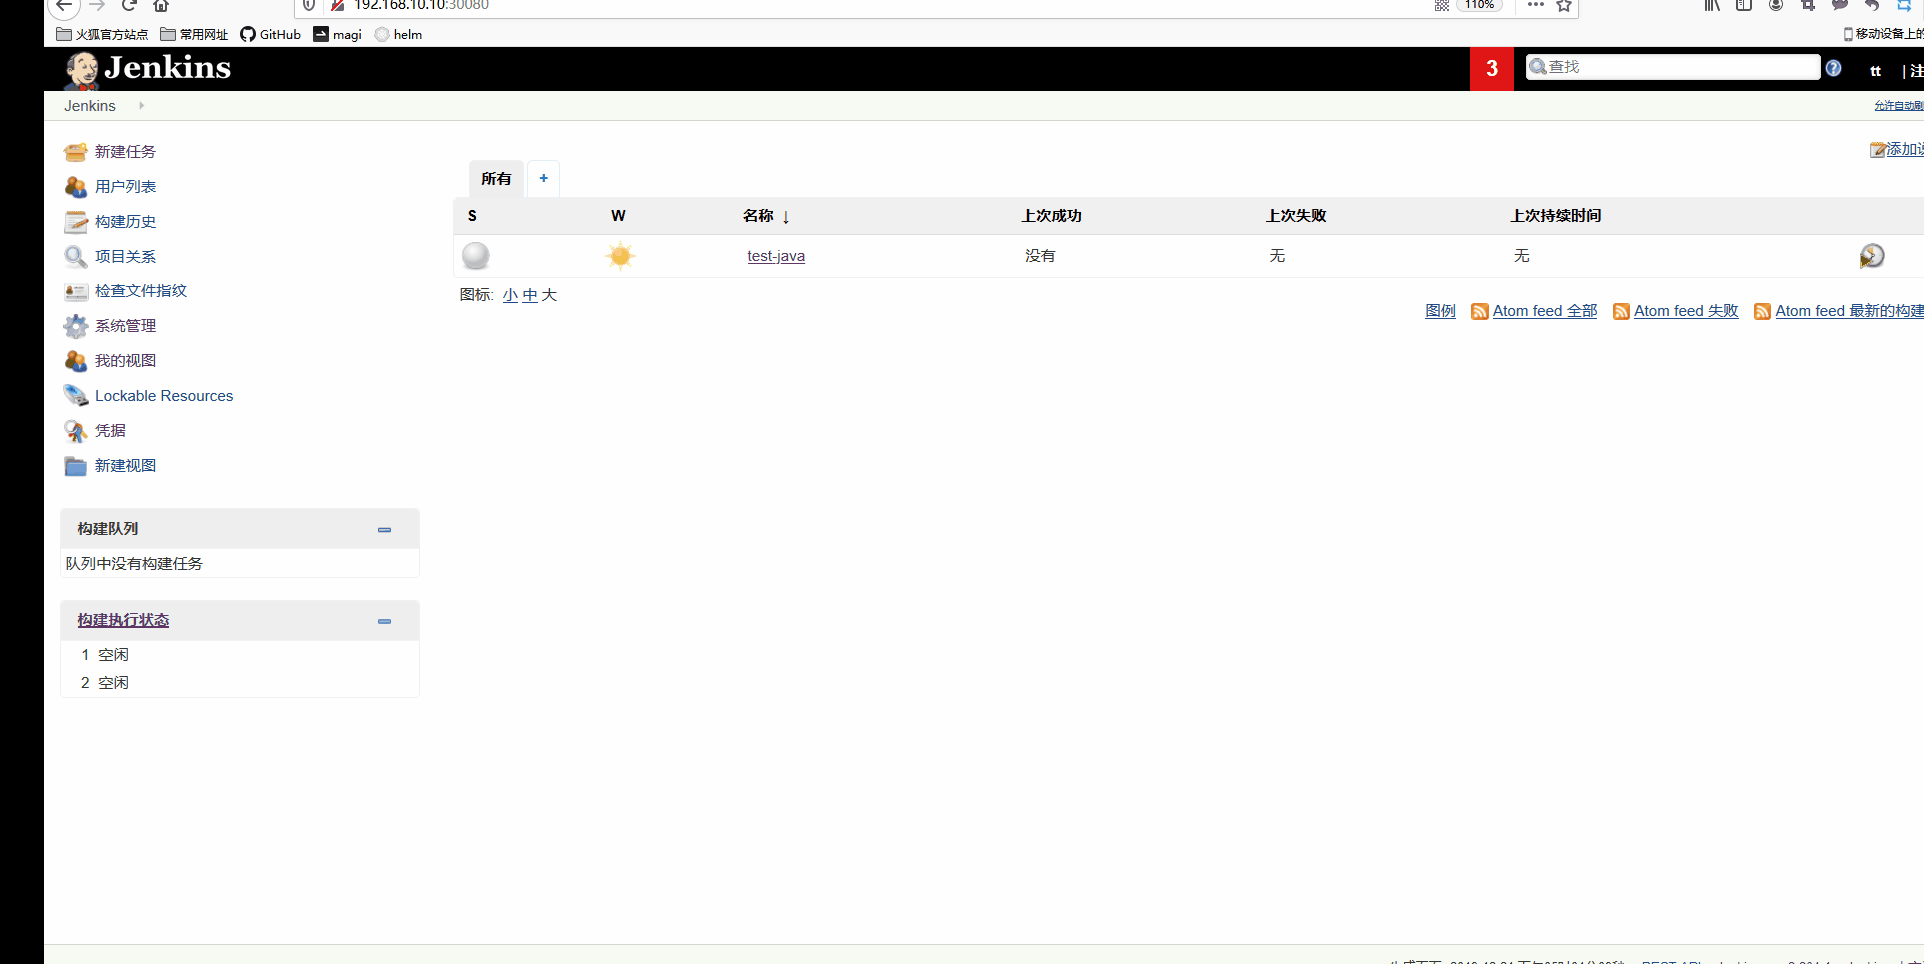 192.168.10.10:30080 110%
火狐官方站点 常用网址 GitHub magi helm 移动设备上的
Jenkins 3 查找 tt | 注
Jenkins 允许自动刷
新建任务
添加说
用户列表
所有 +
构建历史
S W 名称 ↓ 上次成功 上次失败 上次持续时间
项目关系
test-java 没有 无 无
检查文件指纹
图标: 小 中 大
系统管理
图例 Atom feed 全部 Atom feed 失败 Atom feed 最新的构建
我的视图
Lockable Resources
凭据
新建视图
构建队列
队列中没有构建任务
构建执行状态
1 空闲
2 空闲